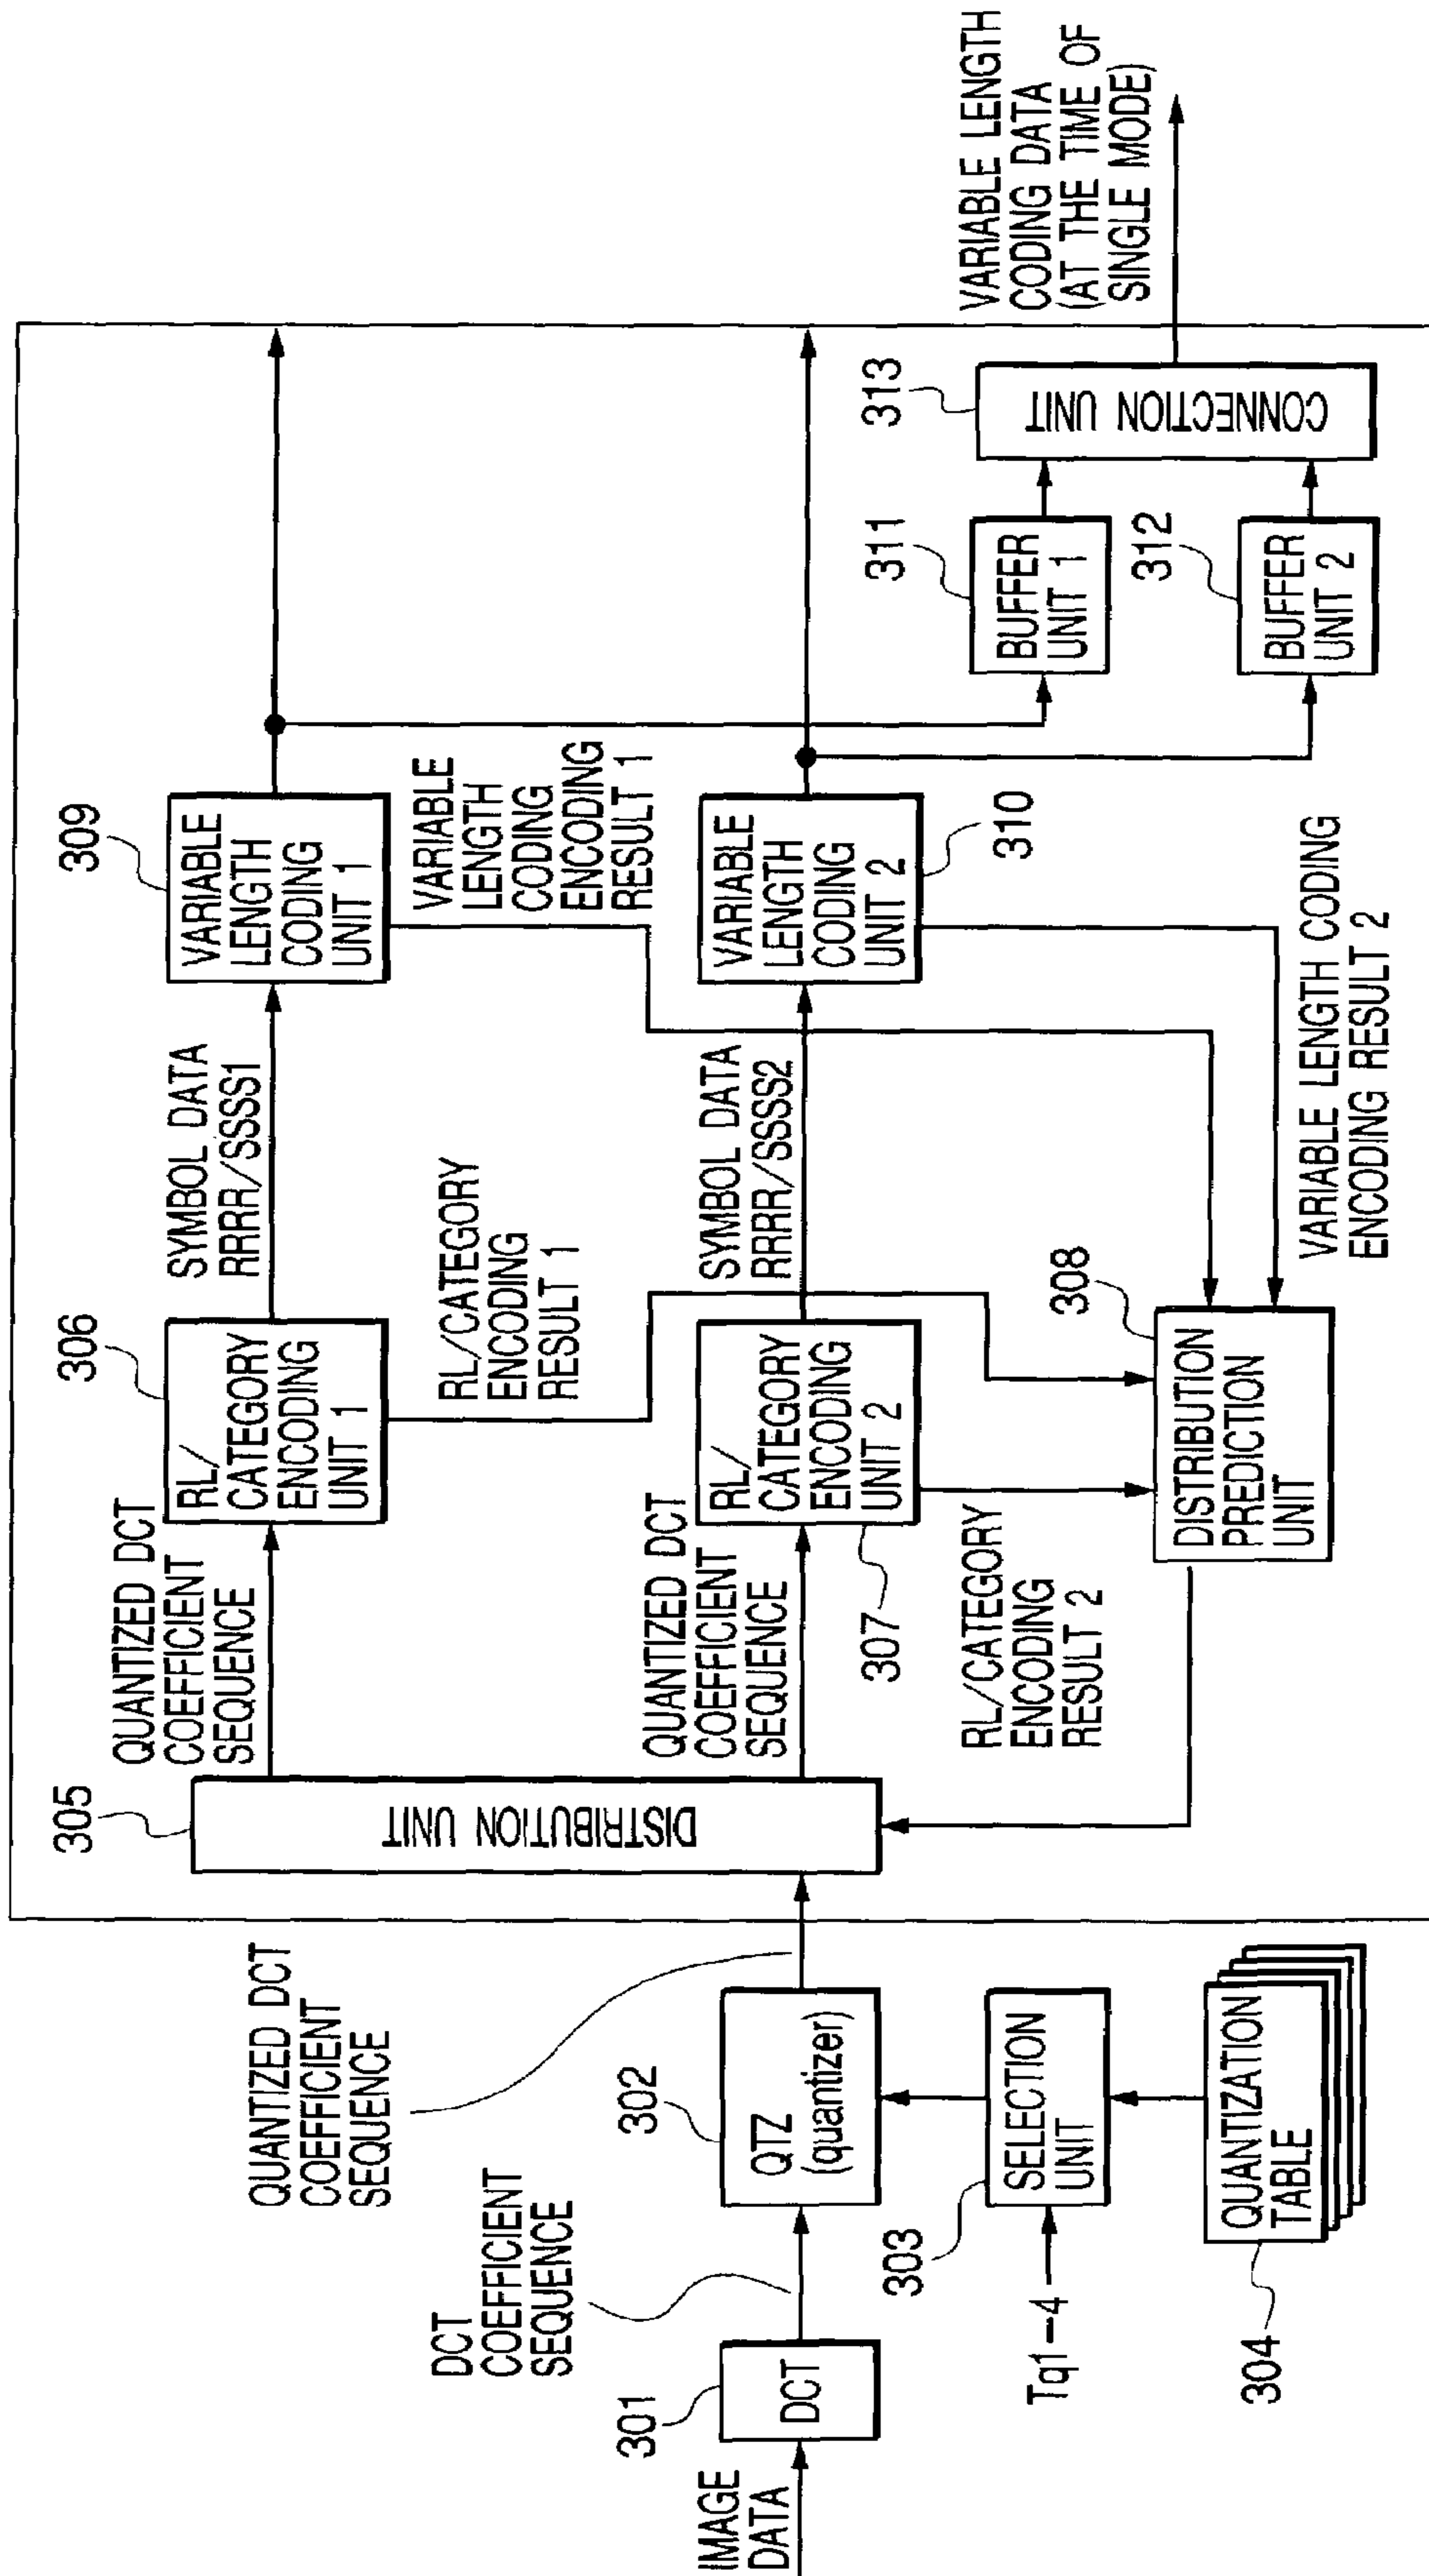 IMAGE
DATA
301
DCT
DCT
COEFFICIENT
SEQUENCE
302
QTZ
(quantizer)
QUANTIZED DCT
COEFFICIENT
SEQUENCE
303
SELECTION
UNIT
Tq1-4
304
QUANTIZATION
TABLE
305
DISTRIBUTION UNIT
QUANTIZED DCT
COEFFICIENT
SEQUENCE
306
RL/
CATEGORY
ENCODING
UNIT 1
SYMBOL DATA
RRRR/SSSS1
RL/CATEGORY
ENCODING
RESULT 1
309
VARIABLE
LENGTH
CODING
UNIT 1
VARIABLE
LENGTH
CODING
ENCODING
RESULT 1
QUANTIZED DCT
COEFFICIENT
SEQUENCE
307
RL/
CATEGORY
ENCODING
UNIT 2
SYMBOL DATA
RRRR/SSSS2
RL/CATEGORY
ENCODING
RESULT 2
310
VARIABLE
LENGTH
CODING
UNIT 2
VARIABLE LENGTH CODING
ENCODING RESULT 2
308
DISTRIBUTION
PREDICTION
UNIT
311
BUFFER
UNIT 1
312
BUFFER
UNIT 2
313
CONNECTION UNIT
VARIABLE LENGTH
CODING DATA
(AT THE TIME OF
SINGLE MODE)